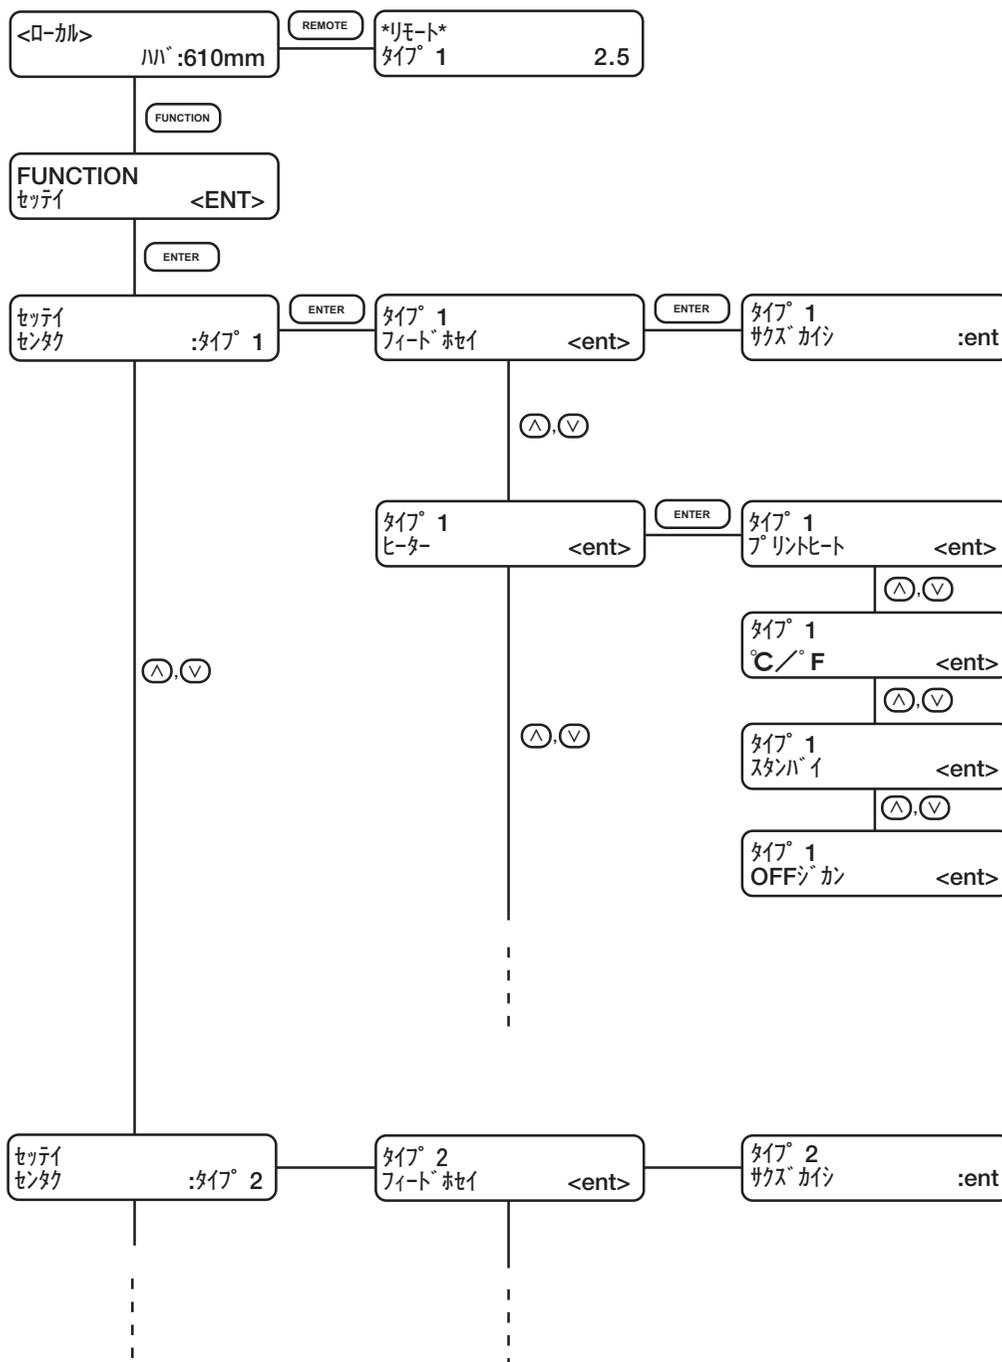 <ﾛｰｶﾙ>
ﾊﾊﾞ:610mm
REMOTE
*ﾘﾓｰﾄ*
ﾀｲﾌﾟ 1 2.5
FUNCTION
FUNCTION
ｾｯﾃｲ <ENT>
ENTER
ｾｯﾃｲ
ｾﾝﾀｸ :ﾀｲﾌﾟ 1
ENTER
ﾀｲﾌﾟ 1
ﾌｨｰﾄﾞﾎｾｲ <ent>
ENTER
ﾀｲﾌﾟ 1
ｻｸｽﾞｶｲｼ :ent
∧,∨
ﾀｲﾌﾟ 1
ﾋｰﾀｰ <ent>
ENTER
ﾀｲﾌﾟ 1
ﾌﾟﾘﾝﾄﾋｰﾄ <ent>
∧,∨
ﾀｲﾌﾟ 1
°C／°F <ent>
∧,∨
∧,∨
∧,∨
ﾀｲﾌﾟ 1
ｽﾀﾝﾊﾞｲ <ent>
∧,∨
ﾀｲﾌﾟ 1
OFFｼﾞｶﾝ <ent>
ｾｯﾃｲ
ｾﾝﾀｸ :ﾀｲﾌﾟ 2
ﾀｲﾌﾟ 2
ﾌｨｰﾄﾞﾎｾｲ <ent>
ﾀｲﾌﾟ 2
ｻｸｽﾞｶｲｼ :ent